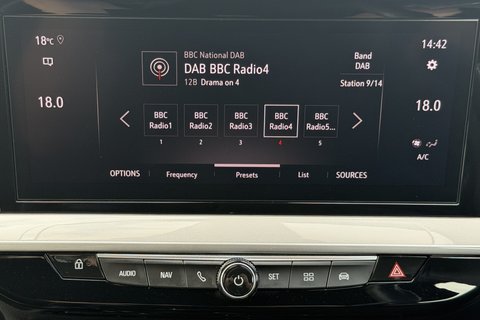 18°C
14:42
BBC National DAB
DAB BBC Radio4
12B Drama on 4
Band
DAB
Station 9/14
18.0
18.0
BBC
Radio1
BBC
Radio2
BBC
Radio3
BBC
Radio4
BBC
Radio5...
1
2
3
4
5
A/C
OPTIONS
Frequency
Presets
List
SOURCES
AUDIO
NAV
SET